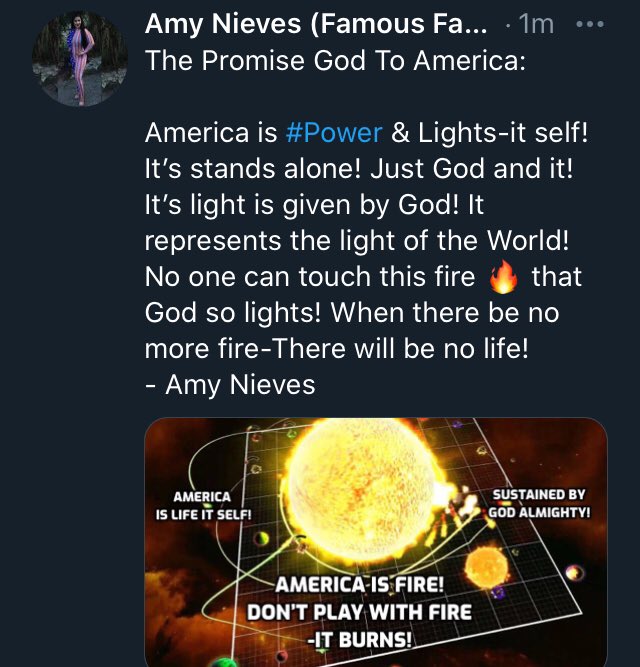 Amy Nieves (Famous Fa... · 1m
The Promise God To America:
America is #Power & Lights-it self!
It’s stands alone! Just God and it!
It’s light is given by God! It
represents the light of the World!
No one can touch this fire 🔥 that
God so lights! When there be no
more fire-There will be no life!
- Amy Nieves
AMERICA
IS LIFE IT SELF!
SUSTAINED BY
GOD ALMIGHTY!
AMERICA IS FIRE!
DON’T PLAY WITH FIRE
-IT BURNS!